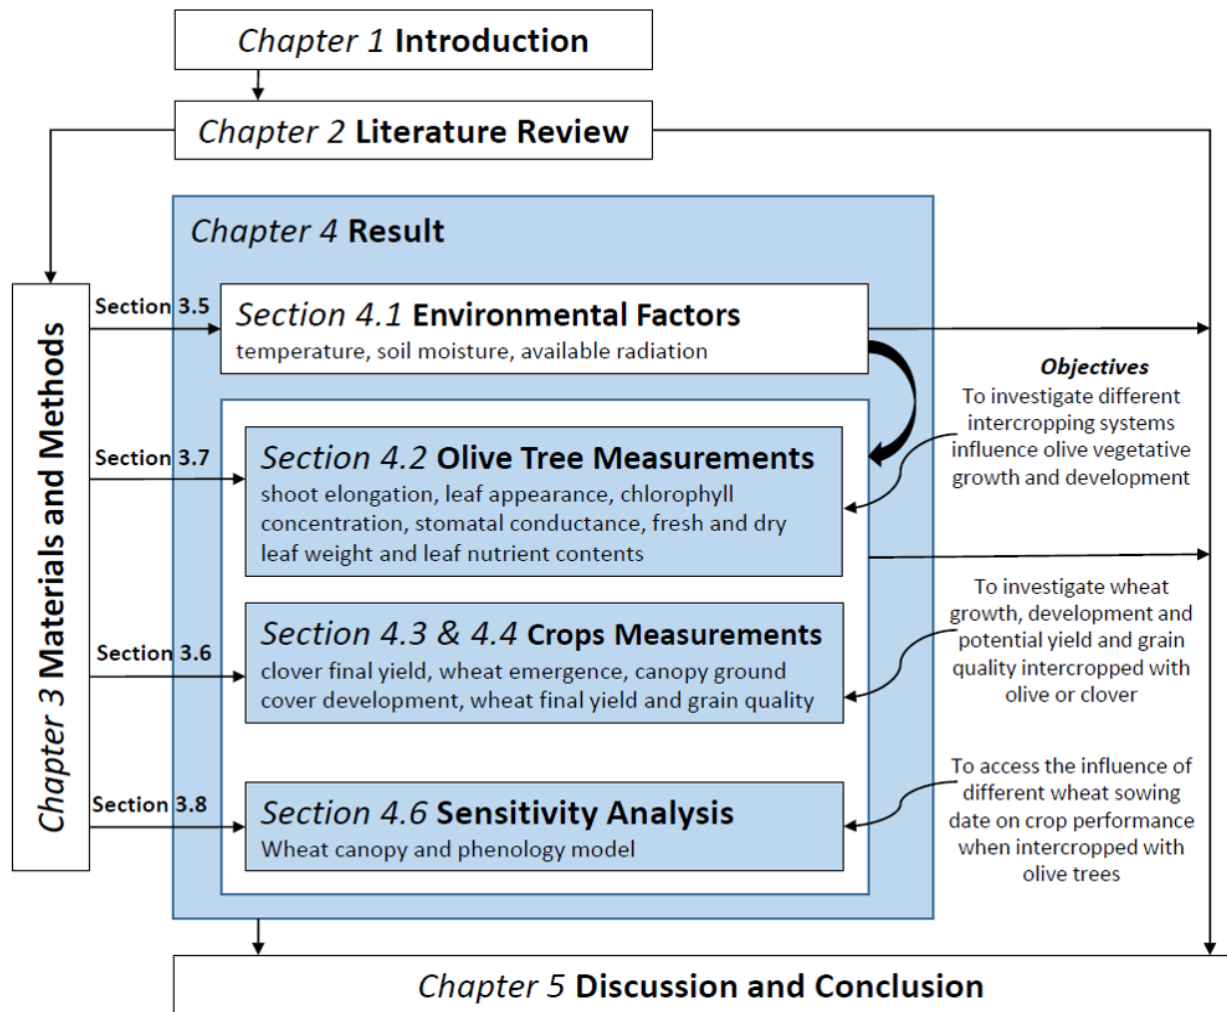 Chapter 1 Introduction
Chapter 2 Literature Review
Chapter 3 Materials and Methods
Chapter 4 Result
Section 3.5
Section 4.1 Environmental Factors
temperature, soil moisture, available radiation
Section 3.7
Section 4.2 Olive Tree Measurements
shoot elongation, leaf appearance, chlorophyll
concentration, stomatal conductance, fresh and dry
leaf weight and leaf nutrient contents
Section 3.6
Section 4.3 & 4.4 Crops Measurements
clover final yield, wheat emergence, canopy ground
cover development, wheat final yield and grain quality
Section 3.8
Section 4.6 Sensitivity Analysis
Wheat canopy and phenology model
Objectives
To investigate different
intercropping systems
influence olive vegetative
growth and development
To investigate wheat
growth, development and
potential yield and grain
quality intercropped with
olive or clover
To access the influence of
different wheat sowing
date on crop performance
when intercropped with
olive trees
Chapter 5 Discussion and Conclusion